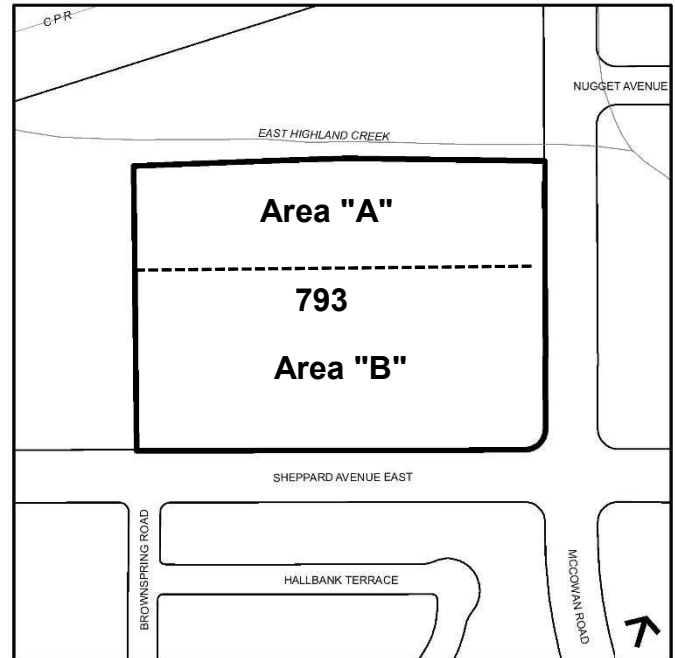 CPR
NUGGET AVENUE
EAST HIGHLAND CREEK
Area "A"
793
Area "B"
SHEPPARD AVENUE EAST
BROWNSPRING ROAD
HALLBANK TERRACE
MCCOWAN ROAD